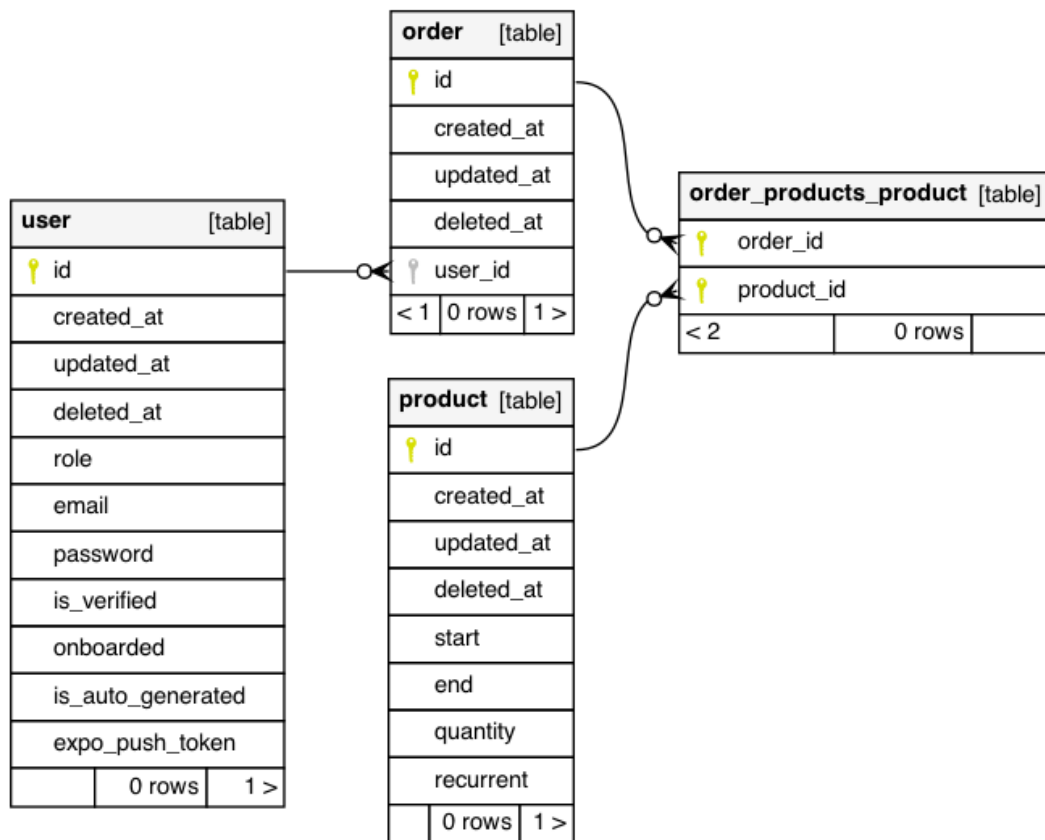 order [table]
id
created_at
updated_at
deleted_at
user_id
< 1 0 rows 1 >
order_products_product [table]
order_id
product_id
< 2 0 rows
user [table]
id
created_at
updated_at
deleted_at
role
email
password
is_verified
onboarded
is_auto_generated
expo_push_token
0 rows 1 >
product [table]
id
created_at
updated_at
deleted_at
start
end
quantity
recurrent
0 rows 1 >